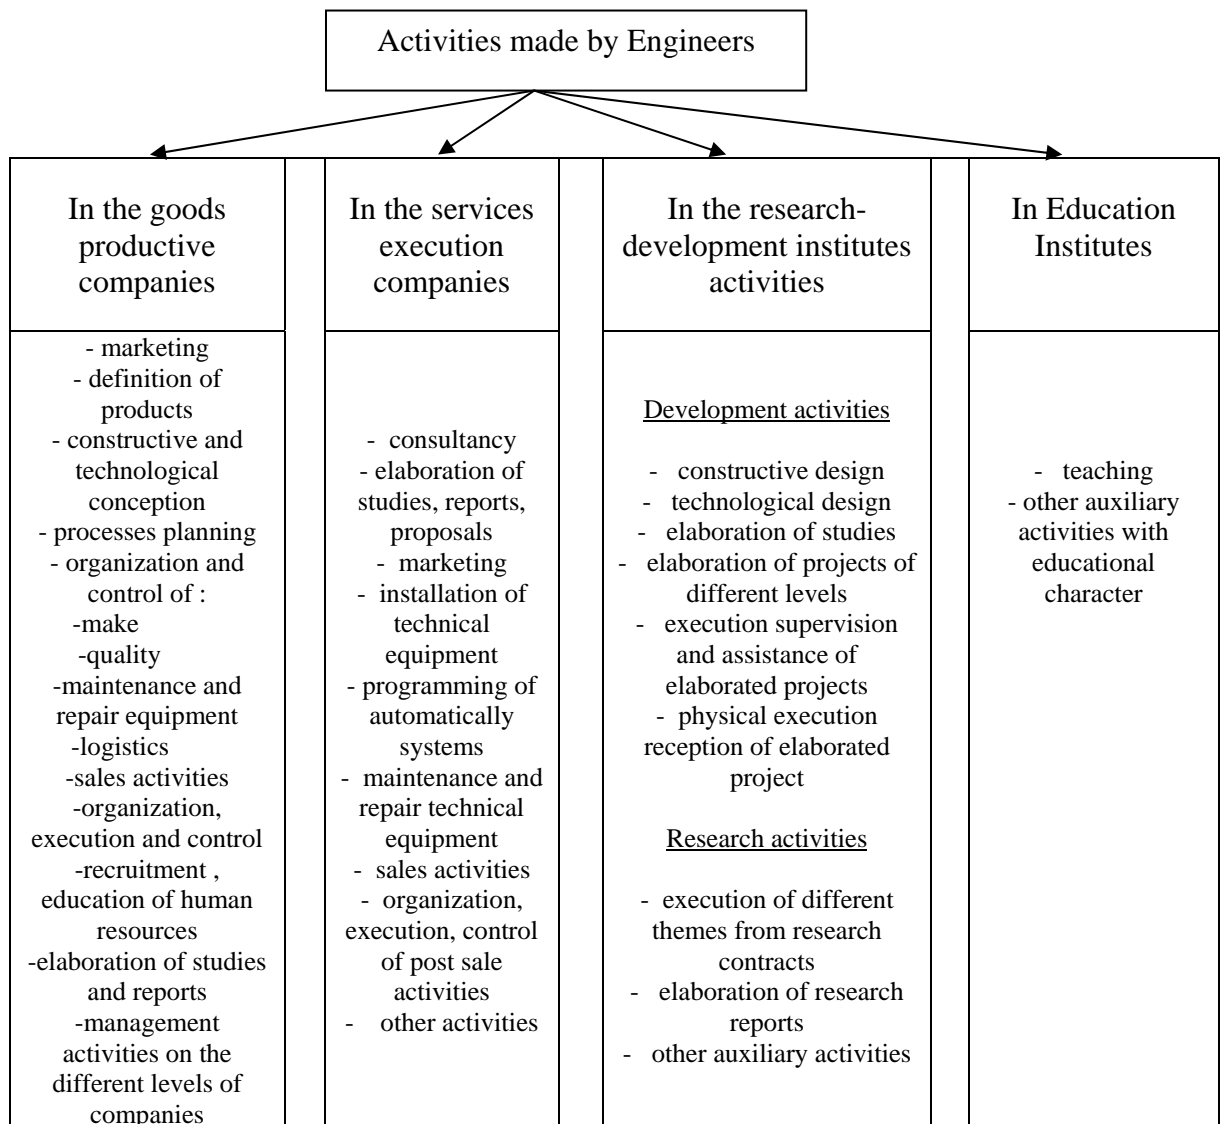 Activities made by Engineers
In the goods
productive
companies
In the services
execution
companies
In the research-
development institutes
activities
In Education
Institutes
- marketing
- definition of
products
- constructive and
technological
conception
- processes planning
- organization and
control of :
-make
-quality
-maintenance and
repair equipment
-logistics
-sales activities
-organization,
execution and control
-recruitment ,
education of human
resources
-elaboration of studies
and reports
-management
activities on the
different levels of
companies
- consultancy
- elaboration of
studies, reports,
proposals
- marketing
- installation of
technical
equipment
- programming of
automatically
systems
- maintenance and
repair technical
equipment
- sales activities
- organization,
execution, control
of post sale
activities
- other activities
Development activities
- constructive design
- technological design
- elaboration of studies
- elaboration of projects of
different levels
- execution supervision
and assistance of
elaborated projects
- physical execution
reception of elaborated
project
Research activities
- execution of different
themes from research
contracts
- elaboration of research
reports
- other auxiliary activities
- teaching
- other auxiliary
activities with
educational
character